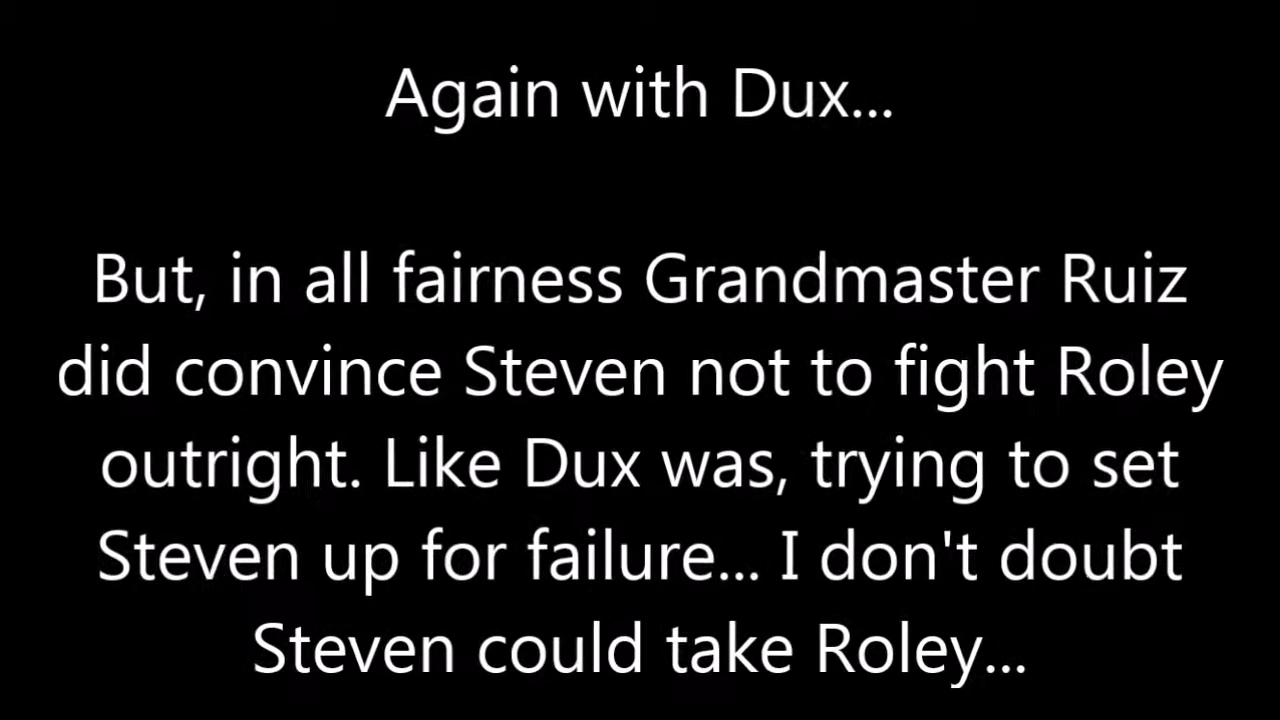 Again with Dux...
But, in all fairness Grandmaster Ruiz
did convince Steven not to fight Roley
outright. Like Dux was, trying to set
Steven up for failure... I don't doubt
Steven could take Roley...